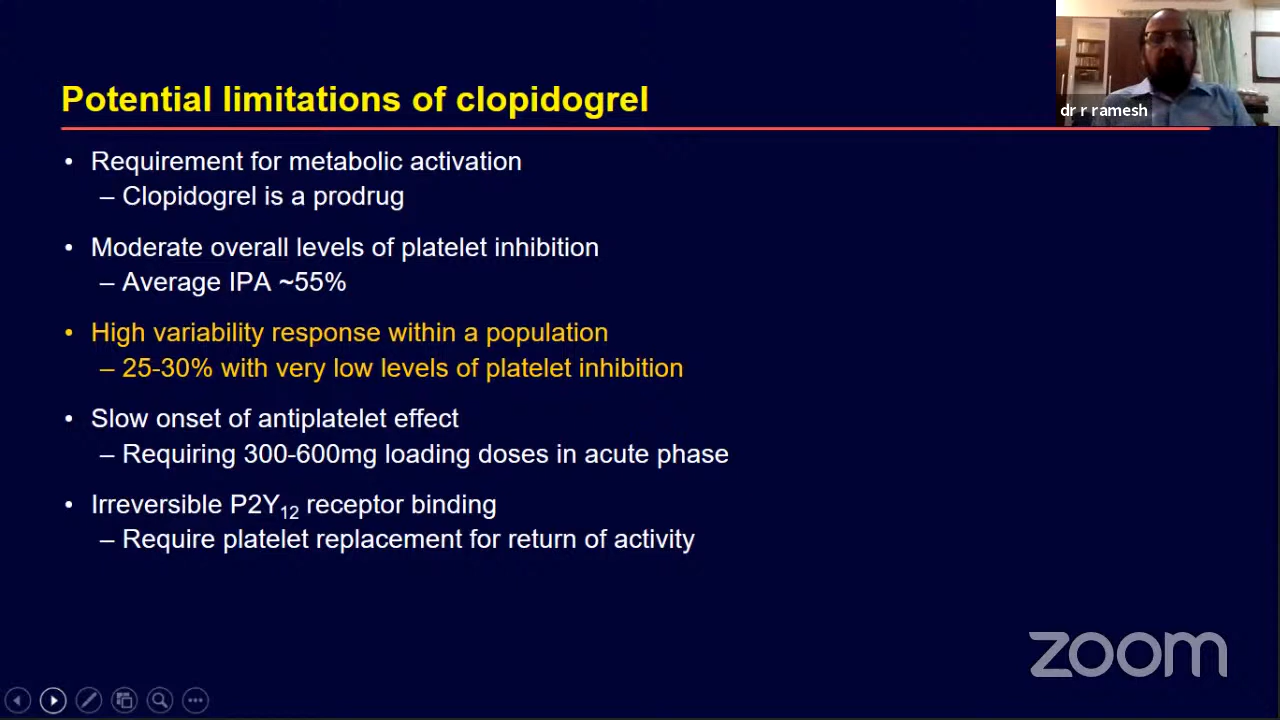 Potential limitations of clopidogrel
dr r ramesh
• Requirement for metabolic activation
– Clopidogrel is a prodrug
• Moderate overall levels of platelet inhibition
– Average IPA ~55%
• High variability response within a population
– 25-30% with very low levels of platelet inhibition
• Slow onset of antiplatelet effect
– Requiring 300-600mg loading doses in acute phase
• Irreversible P2Y12 receptor binding
– Require platelet replacement for return of activity
zoom